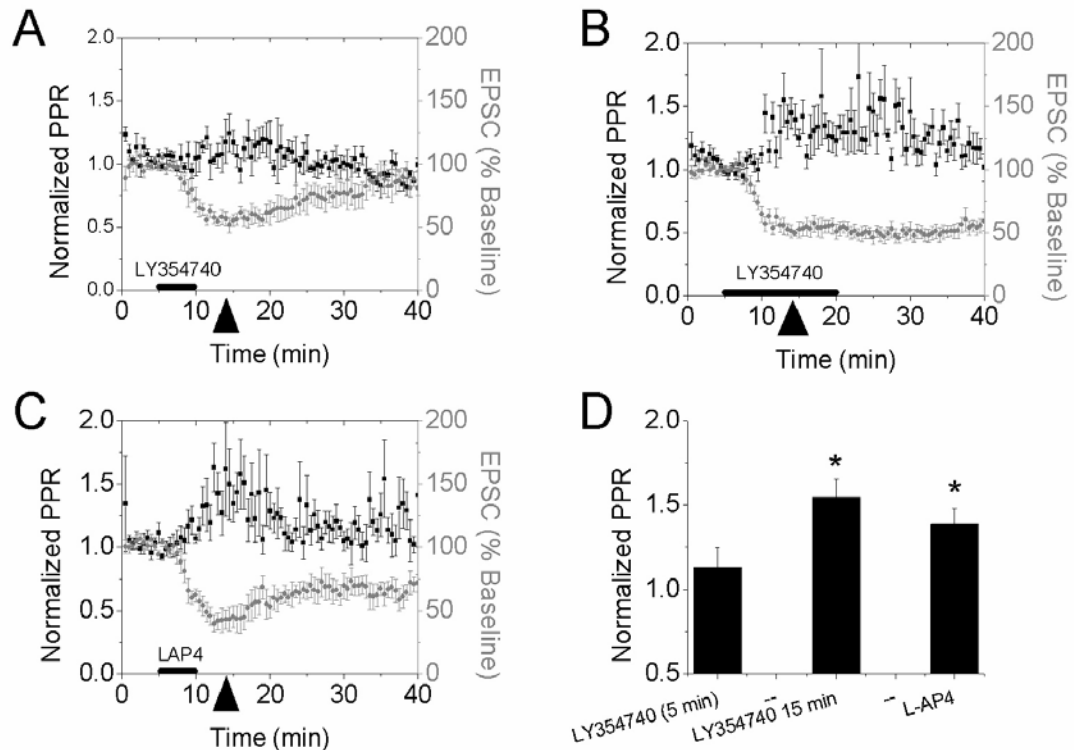 A
B
2.0
1.5
1.0
0.5
0.0
Normalized PPR
200
150
100
50
0
EPSC (% Baseline)
LY354740
0 10 20 30 40
Time (min)
2.0
1.5
1.0
0.5
0.0
Normalized PPR
200
150
100
50
0
EPSC (% Baseline)
LY354740
0 10 20 30 40
Time (min)
C
D
2.0
1.5
1.0
0.5
0.0
Normalized PPR
200
150
100
50
0
EPSC (% Baseline)
LAP4
0 10 20 30 40
Time (min)
2.0
1.5
1.0
0.5
Normalized PPR
*
*
LY354740 (5 min)
--
LY354740 15 min
--
L-AP4